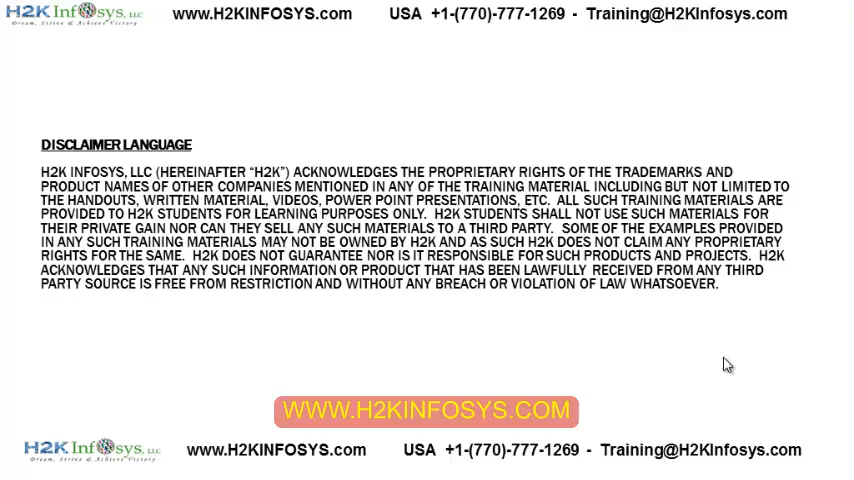 H2K Infosys, LLC
Dream, Strive & Achieve Victory
www.H2KINFOSYS.com USA +1-(770)-777-1269 - Training@H2KInfosys.com
DISCLAIMER LANGUAGE
H2K INFOSYS, LLC (HEREINAFTER “H2K”) ACKNOWLEDGES THE PROPRIETARY RIGHTS OF THE TRADEMARKS AND
PRODUCT NAMES OF OTHER COMPANIES MENTIONED IN ANY OF THE TRAINING MATERIAL INCLUDING BUT NOT LIMITED TO
THE HANDOUTS, WRITTEN MATERIAL, VIDEOS, POWER POINT PRESENTATIONS, ETC. ALL SUCH TRAINING MATERIALS ARE
PROVIDED TO H2K STUDENTS FOR LEARNING PURPOSES ONLY. H2K STUDENTS SHALL NOT USE SUCH MATERIALS FOR
THEIR PRIVATE GAIN NOR CAN THEY SELL ANY SUCH MATERIALS TO A THIRD PARTY. SOME OF THE EXAMPLES PROVIDED
IN ANY SUCH TRAINING MATERIALS MAY NOT BE OWNED BY H2K AND AS SUCH H2K DOES NOT CLAIM ANY PROPRIETARY
RIGHTS FOR THE SAME. H2K DOES NOT GUARANTEE NOR IS IT RESPONSIBLE FOR SUCH PRODUCTS AND PROJECTS. H2K
ACKNOWLEDGES THAT ANY SUCH INFORMATION OR PRODUCT THAT HAS BEEN LAWFULLY RECEIVED FROM ANY THIRD
PARTY SOURCE IS FREE FROM RESTRICTION AND WITHOUT ANY BREACH OR VIOLATION OF LAW WHATSOEVER.
WWW.H2KINFOSYS.COM
H2K Infosys, LLC
Dream, Strive & Achieve Victory
www.H2KINFOSYS.com USA +1-(770)-777-1269 - Training@H2KInfosys.com